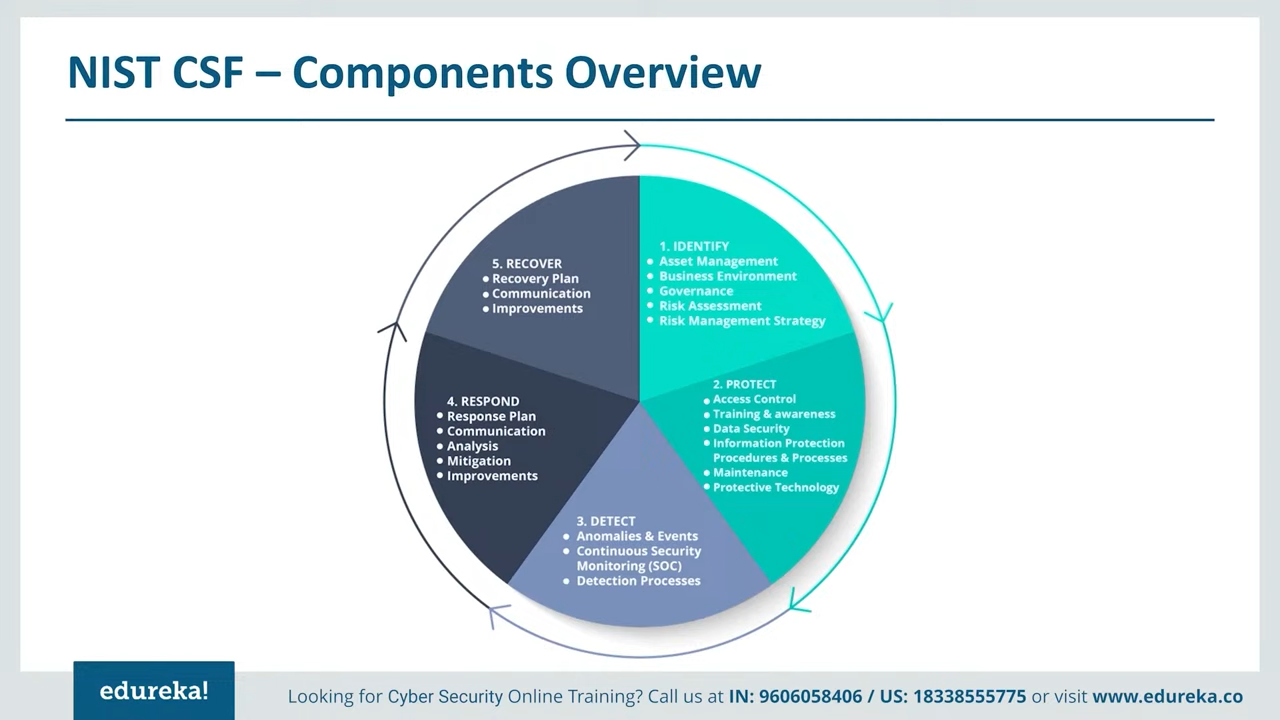 NIST CSF – Components Overview
1. IDENTIFY
• Asset Management
• Business Environment
• Governance
• Risk Assessment
• Risk Management Strategy
2. PROTECT
• Access Control
• Training & awareness
• Data Security
• Information Protection
Procedures & Processes
• Maintenance
• Protective Technology
3. DETECT
• Anomalies & Events
• Continuous Security
Monitoring (SOC)
• Detection Processes
4. RESPOND
• Response Plan
• Communication
• Analysis
• Mitigation
• Improvements
5. RECOVER
• Recovery Plan
• Communication
• Improvements
edureka!
Looking for Cyber Security Online Training? Call us at IN: 9606058406 / US: 18338555775 or visit www.edureka.co